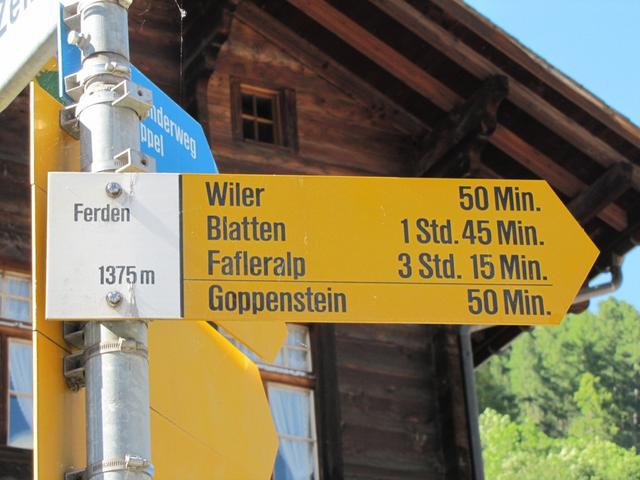 Ferden
1375 m
Wiler 50 Min.
Blatten 1 Std. 45 Min.
Fafleralp 3 Std. 15 Min.
Goppenstein 50 Min.